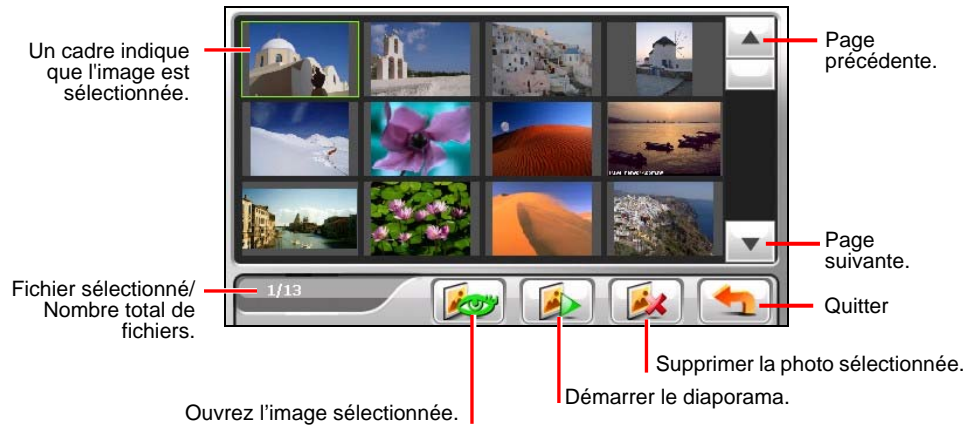 Un cadre indique
que l'image est
sélectionnée.
Page
précédente.
Page
suivante.
Fichier sélectionné/
Nombre total de
fichiers.
1/13
Quitter
Supprimer la photo sélectionnée.
Démarrer le diaporama.
Ouvrez l'image sélectionnée.